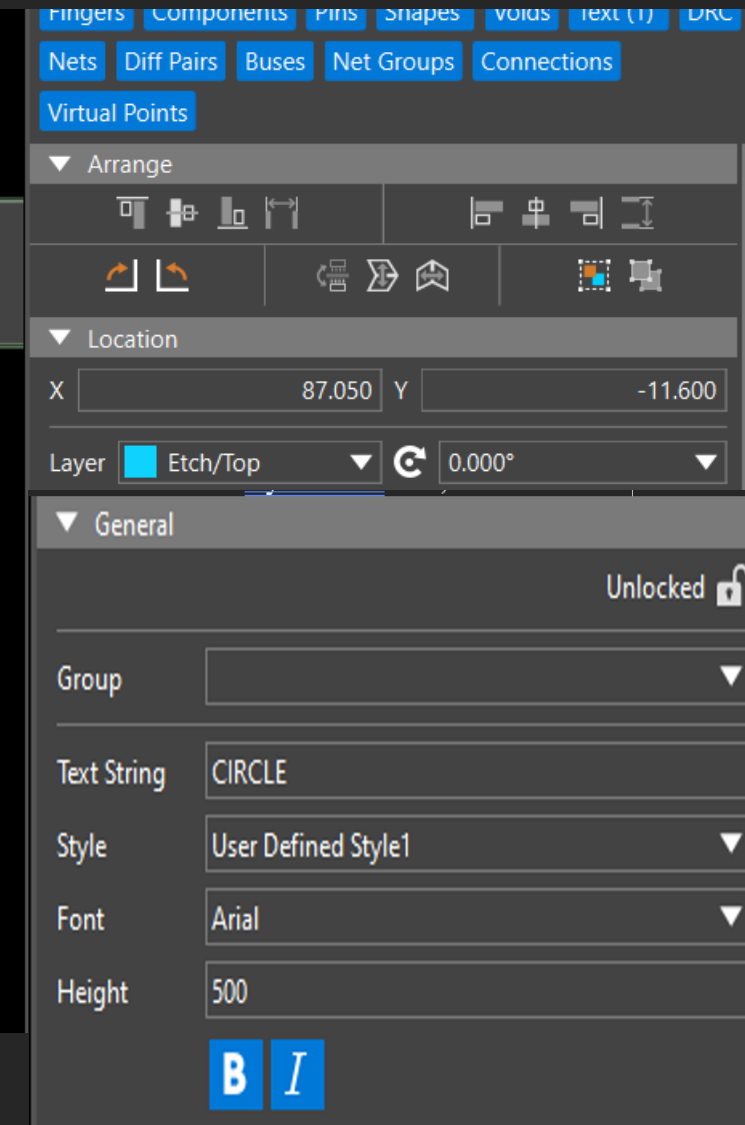 Fingers Components Pins Shapes Voids Text (1) DRC
Nets Diff Pairs Buses Net Groups Connections
Virtual Points
Arrange
Location
X 87.050 Y -11.600
Layer Etch/Top 0.000°
General
Unlocked
Group
Text String CIRCLE
Style User Defined Style1
Font Arial
Height 500
B I